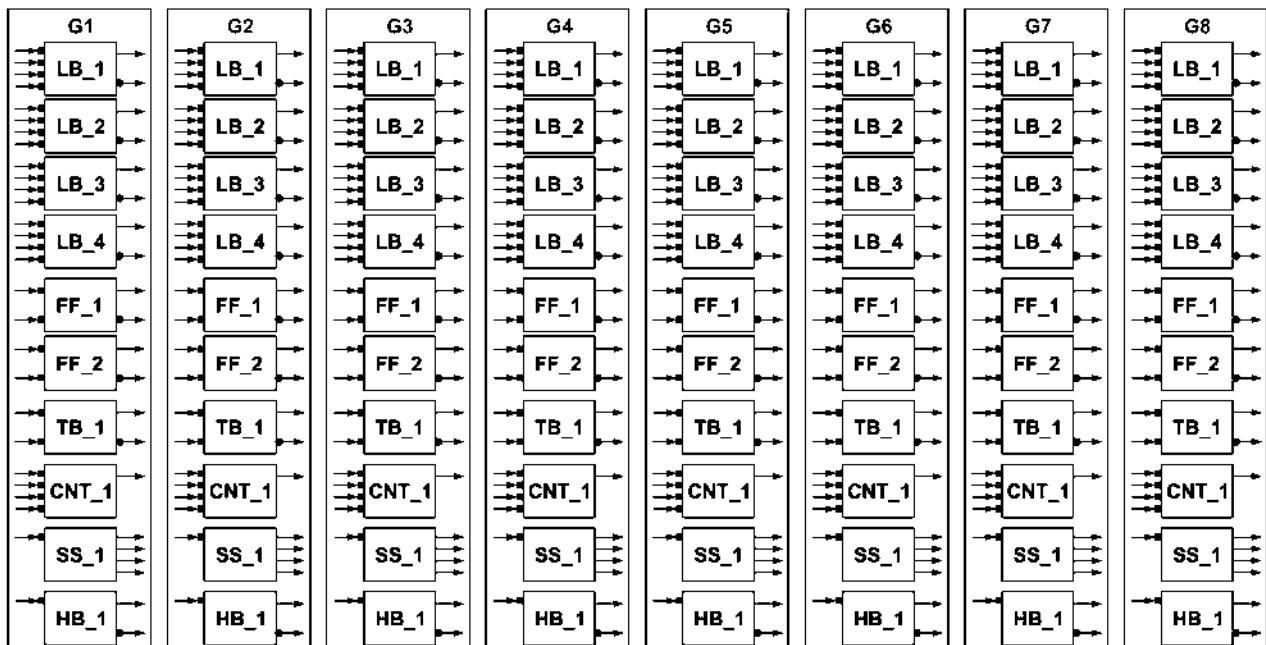 G1 G2 G3 G4 G5 G6 G7 G8
LB_1 LB_1 LB_1 LB_1 LB_1 LB_1 LB_1 LB_1
LB_2 LB_2 LB_2 LB_2 LB_2 LB_2 LB_2 LB_2
LB_3 LB_3 LB_3 LB_3 LB_3 LB_3 LB_3 LB_3
LB_4 LB_4 LB_4 LB_4 LB_4 LB_4 LB_4 LB_4
FF_1 FF_1 FF_1 FF_1 FF_1 FF_1 FF_1 FF_1
FF_2 FF_2 FF_2 FF_2 FF_2 FF_2 FF_2 FF_2
TB_1 TB_1 TB_1 TB_1 TB_1 TB_1 TB_1 TB_1
CNT_1 CNT_1 CNT_1 CNT_1 CNT_1 CNT_1 CNT_1 CNT_1
SS_1 SS_1 SS_1 SS_1 SS_1 SS_1 SS_1 SS_1
HB_1 HB_1 HB_1 HB_1 HB_1 HB_1 HB_1 HB_1